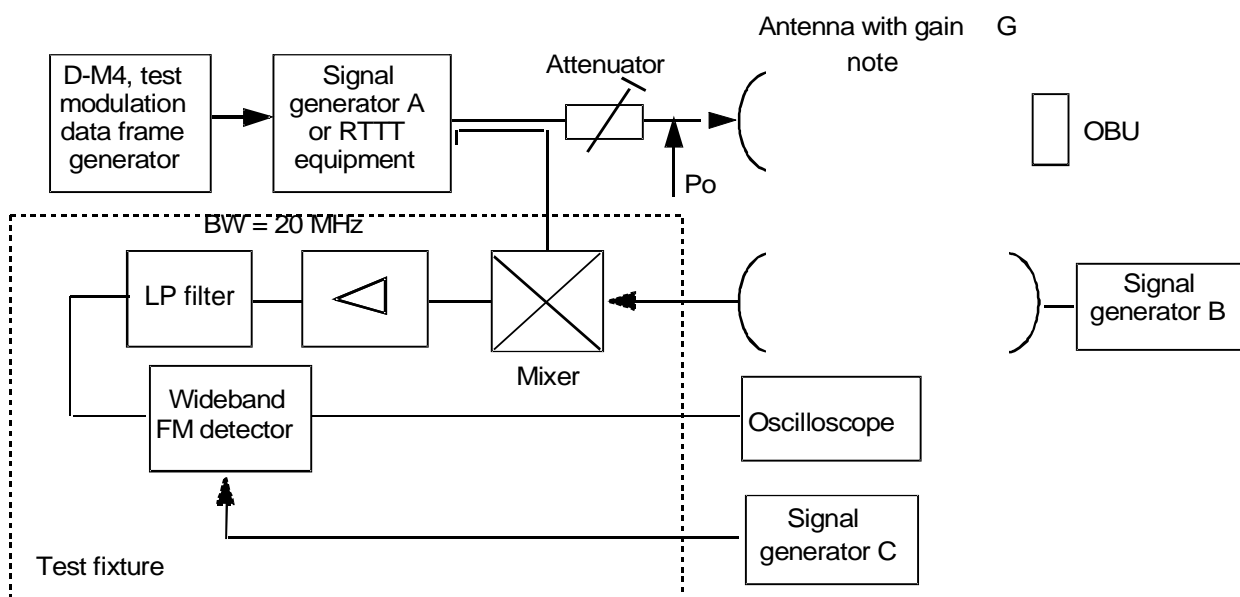 Antenna with gain G
note
D-M4, test
modulation
data frame
generator
Signal
generator A
or RTTT
equipment
Attenuator
OBU
Po
BW = 20 MHz
LP filter
Mixer
Signal
generator B
Wideband
FM detector
Oscilloscope
Signal
generator C
Test fixture